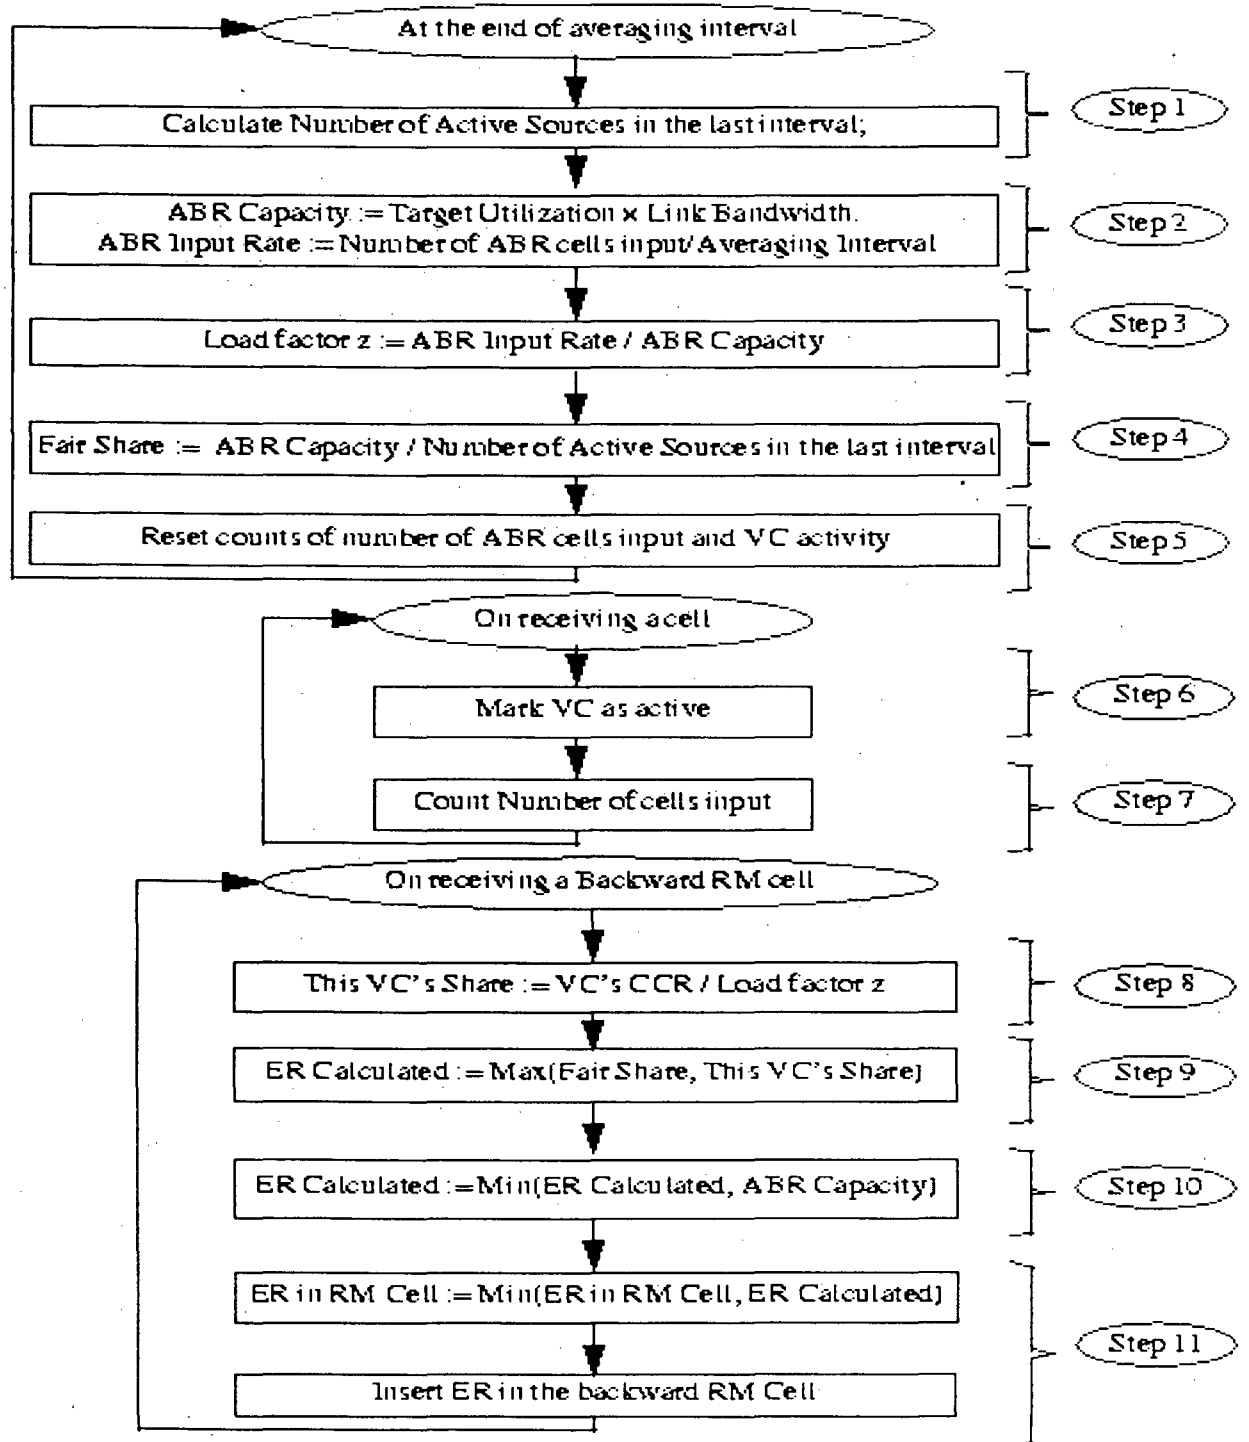 At the end of averaging interval
Calculate Number of Active Sources in the last interval;
Step 1
ABR Capacity := Target Utilization × Link Bandwidth.
ABR Input Rate := Number of ABR cells input/Averaging Interval
Step 2
Load factor z := ABR Input Rate / ABR Capacity
Step 3
Fair Share := ABR Capacity / Number of Active Sources in the last interval
Step 4
Reset counts of number of ABR cells input and VC activity
Step 5
On receiving a cell
Mark VC as active
Step 6
Count Number of cells input
Step 7
On receiving a Backward RM cell
This VC's Share := VC's CCR / Load factor z
Step 8
ER Calculated := Max(Fair Share, This VC's Share)
Step 9
ER Calculated := Min(ER Calculated, ABR Capacity)
Step 10
ER in RM Cell := Min(ER in RM Cell, ER Calculated)
Insert ER in the backward RM Cell
Step 11